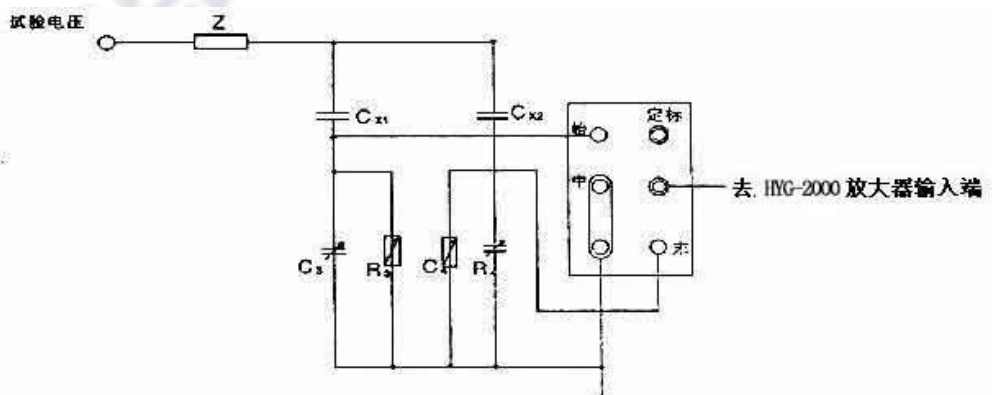 试验电压
Z
Cx1
Cx2
始
定标
中
去 HYG-2000 放大器输入端
末
C3
R3
C4
R4